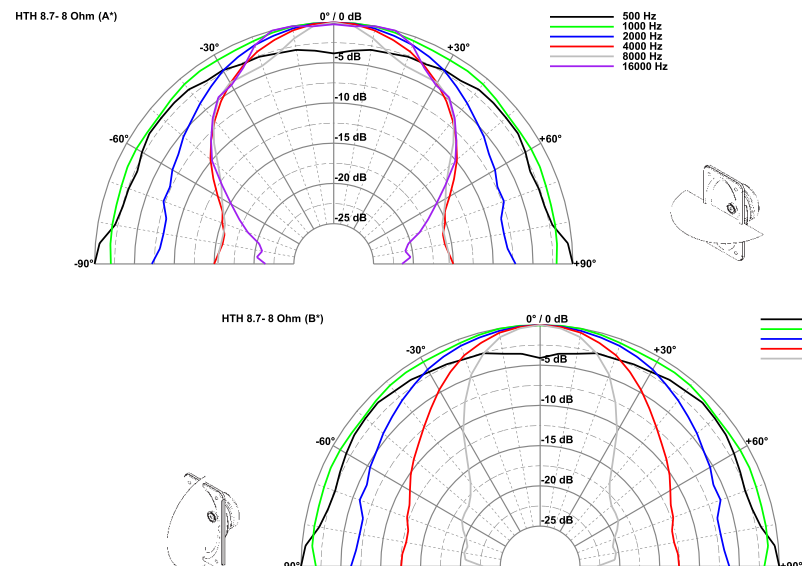 HTH 8.7- 8 Ohm (A*)
0° / 0 dB
500 Hz
1000 Hz
2000 Hz
4000 Hz
8000 Hz
16000 Hz
-30°
+30°
-5 dB
-10 dB
-60°
+60°
-15 dB
-20 dB
-25 dB
-90°
+90°
HTH 8.7- 8 Ohm (B*)
0° / 0 dB
-30°
+30°
-5 dB
-10 dB
-60°
+60°
-15 dB
-20 dB
-25 dB
-90°
+90°